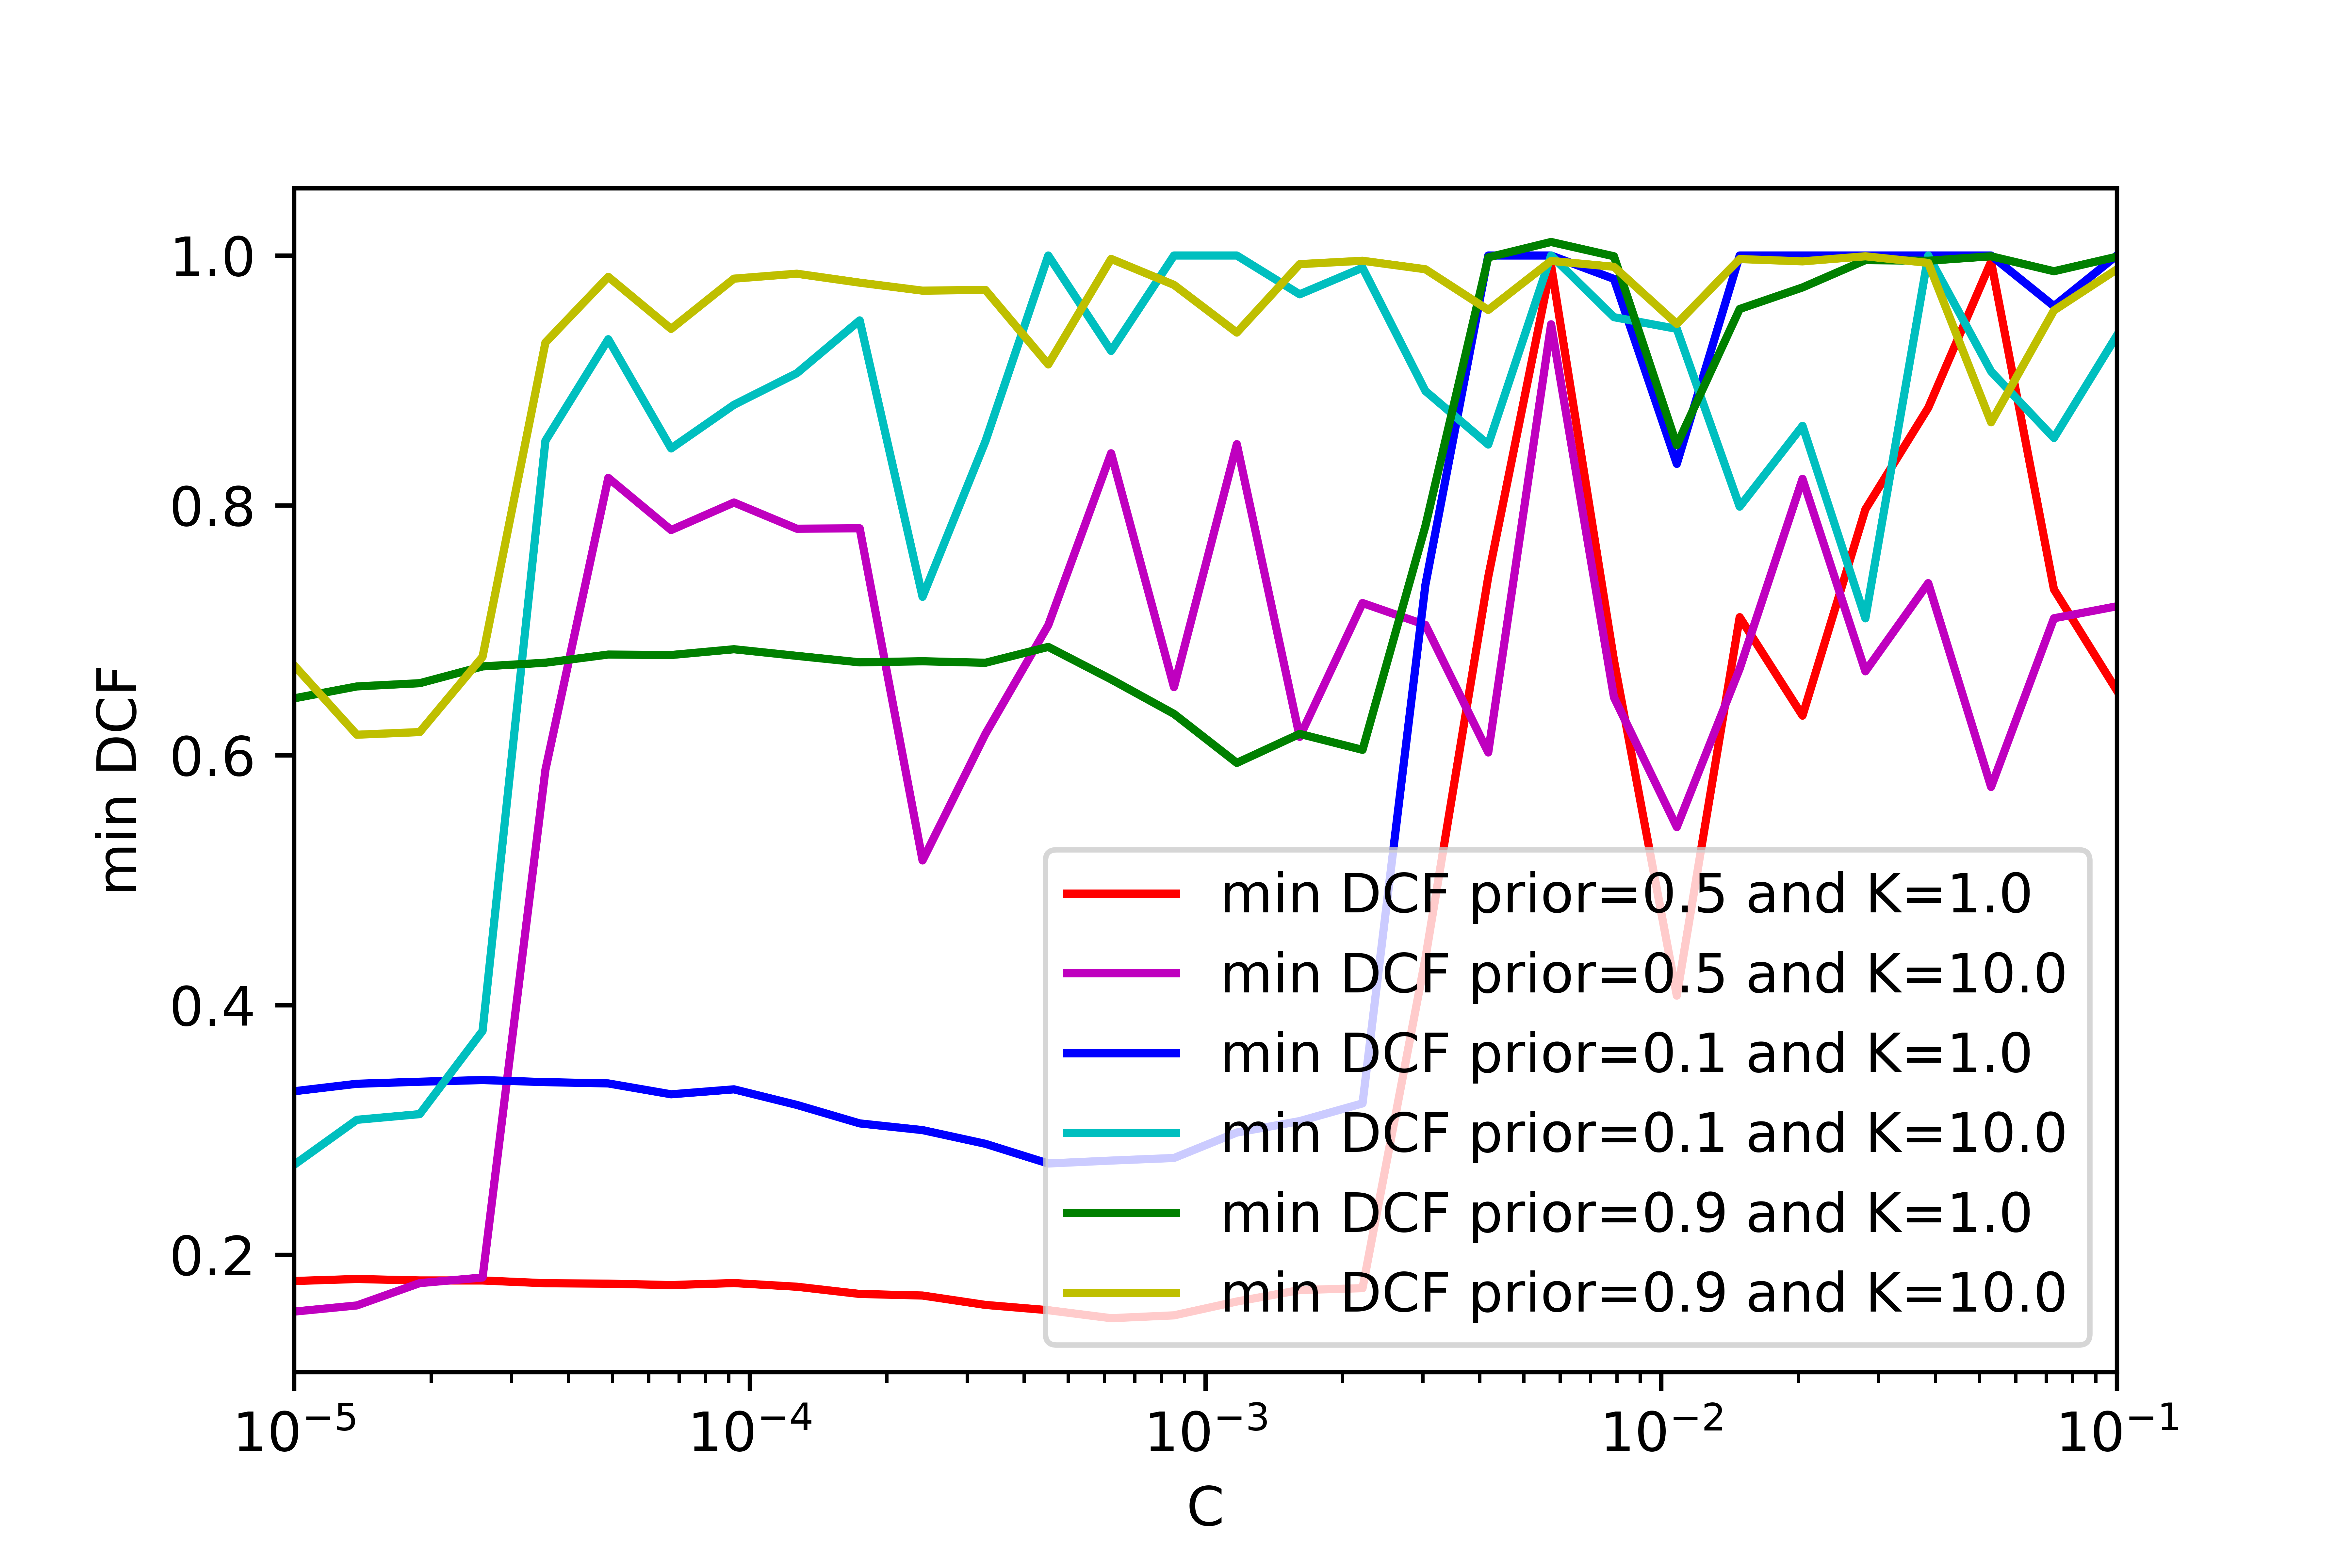 1.0
0.8
0.6
0.4
0.2
min DCF
min DCF prior=0.5 and K=1.0
min DCF prior=0.5 and K=10.0
min DCF prior=0.1 and K=1.0
min DCF prior=0.1 and K=10.0
min DCF prior=0.9 and K=1.0
min DCF prior=0.9 and K=10.0
10⁻⁵ 10⁻⁴ 10⁻³ 10⁻² 10⁻¹
C